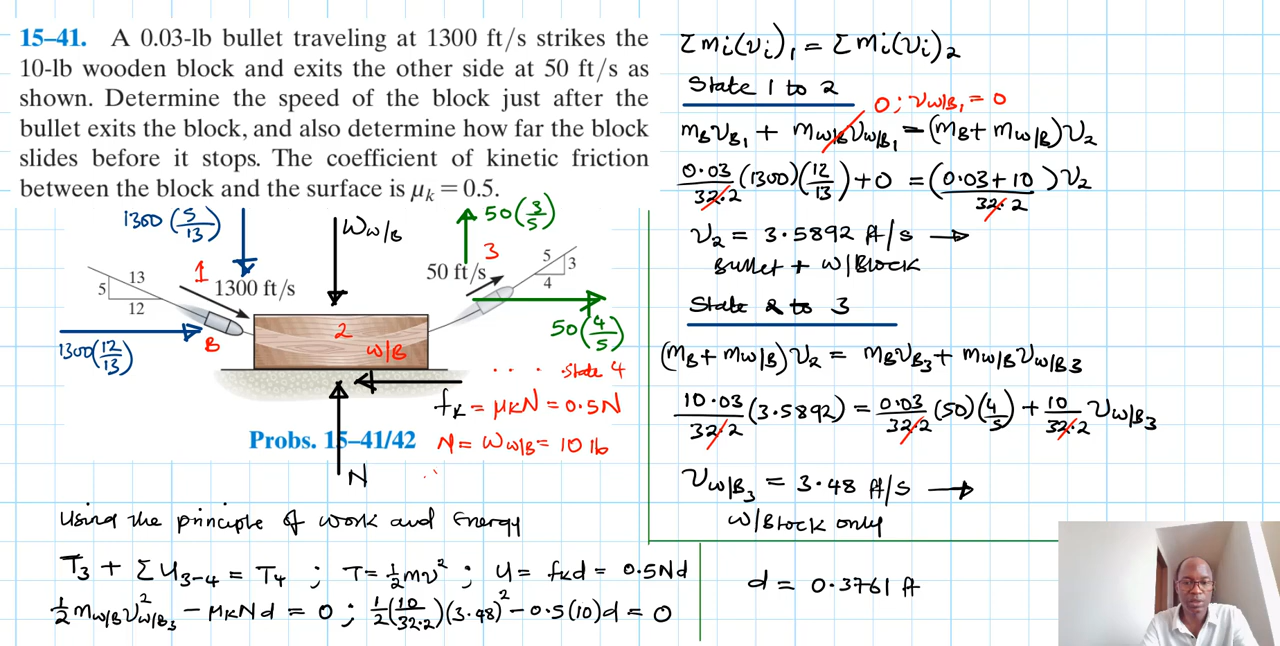 15–41. A 0.03-lb bullet traveling at 1300 ft/s strikes the
10-lb wooden block and exits the other side at 50 ft/s as
shown. Determine the speed of the block just after the
bullet exits the block, and also determine how far the block
slides before it stops. The coefficient of kinetic friction
between the block and the surface is μk = 0.5.
1300 (5/13)
Ww/B
50(3/5)
13
5
12
1
1300 ft/s
50 ft/s
3
5
3
4
1300(12/13)
B
2
w/B
50(4/5)
. . . . State 4
fK = μKN = 0.5N
Probs. 15–41/42
N = Ww/B = 10 lb
N
Using the principle of work and Energy
T3 + ΣU3-4 = T4 ; T = ½mv² ; U = fKd = 0.5Nd
½ mw/B v²w/B3 − μKNd = 0 ; ½(10/32.2)(3.48)² − 0.5(10)d = 0
Σmi(vi)1 = Σmi(vi)2
State 1 to 2
0 ; vw/B1 = 0
mBvB1 + mw/Bvw/B1 = (mB + mw/B)v2
0.03/32.2 (1300)(12/13) + 0 = (0.03+10/32.2)v2
v2 = 3.5892 ft/s →
Bullet + w/Block
State 2 to 3
(mB + mw/B)v2 = mBvB3 + mw/Bvw/B3
10.03/32.2 (3.5892) = 0.03/32.2 (50)(4/5) + 10/32.2 vw/B3
vw/B3 = 3.48 ft/s →
w/Block only
d = 0.3761 ft